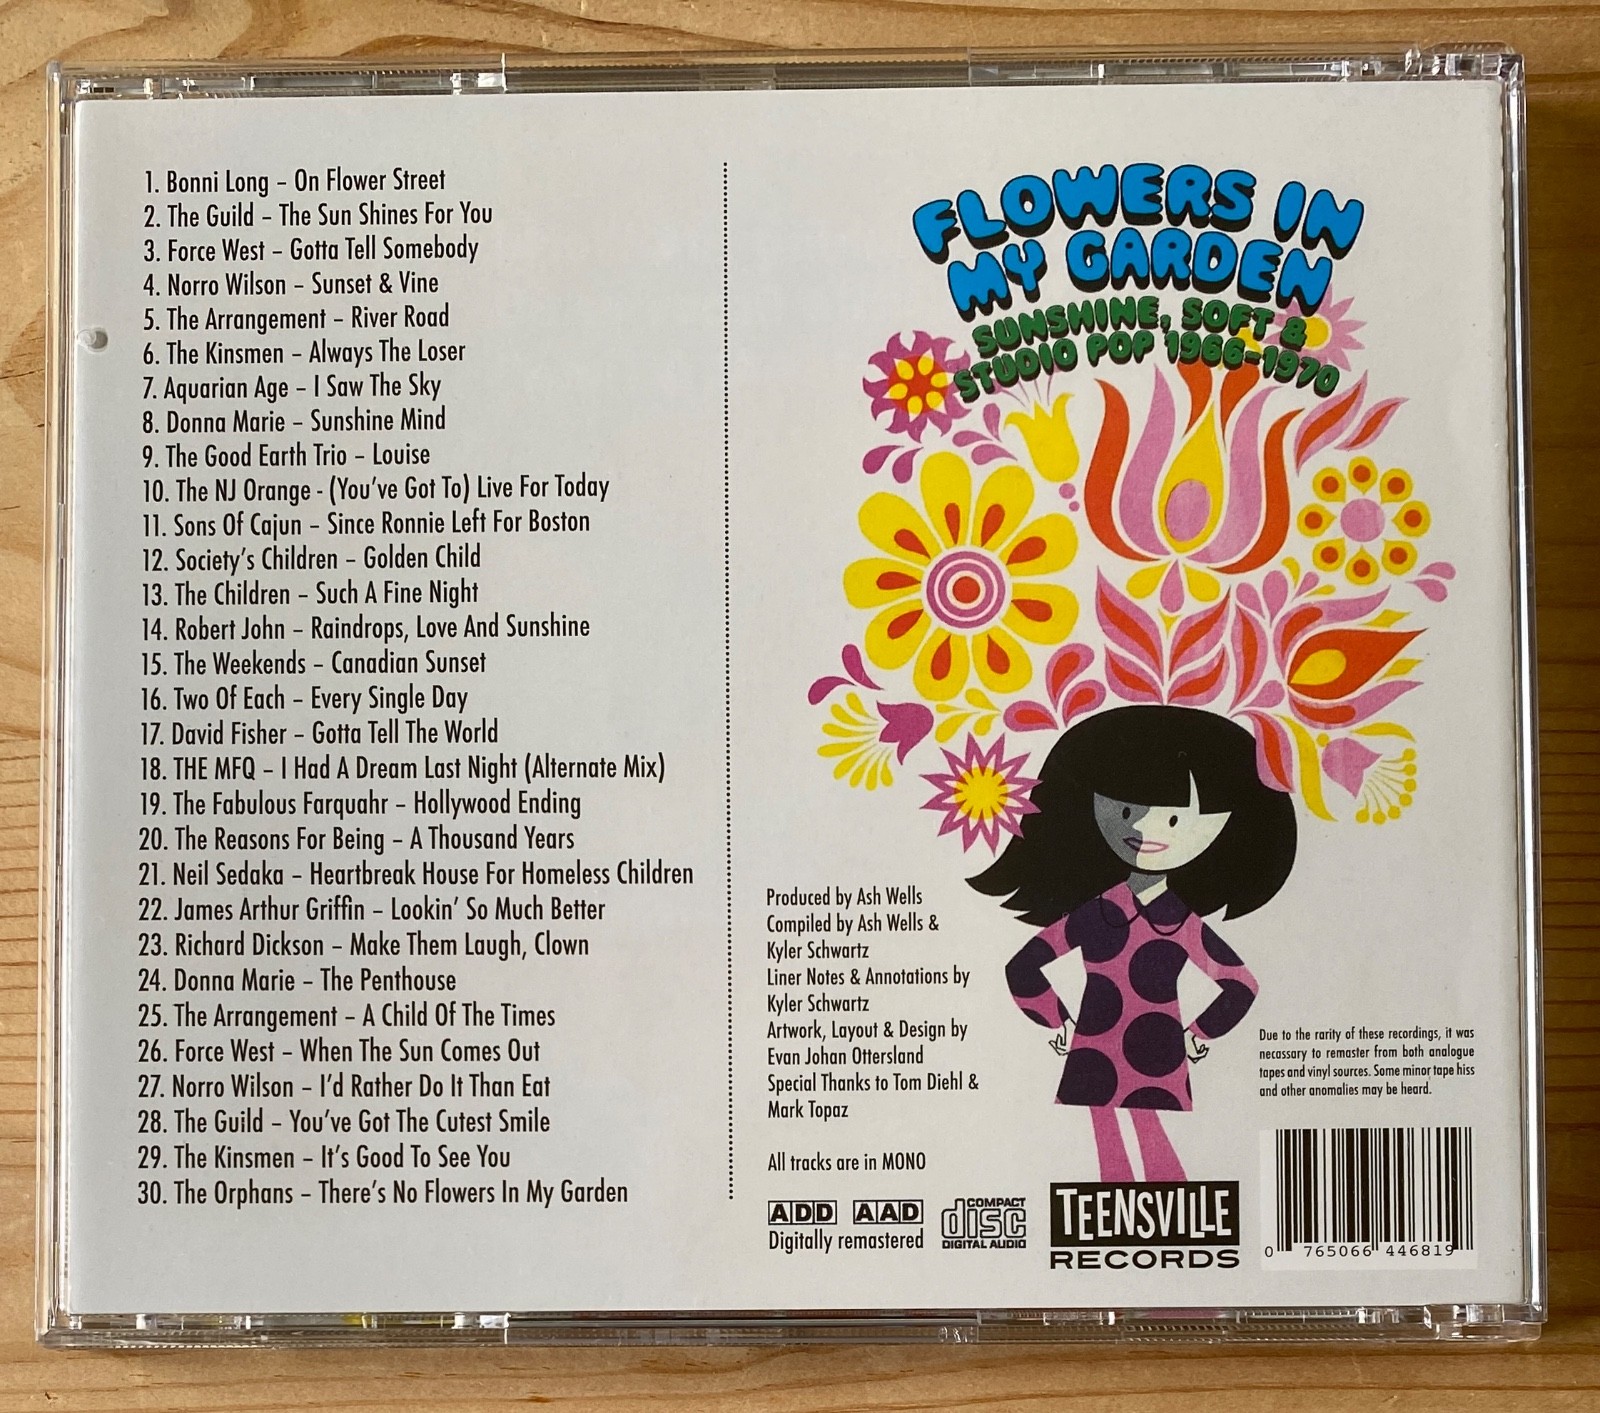 1. Bonni Long – On Flower Street
2. The Guild – The Sun Shines For You
3. Force West – Gotta Tell Somebody
4. Norro Wilson – Sunset & Vine
5. The Arrangement – River Road
6. The Kinsmen – Always The Loser
7. Aquarian Age – I Saw The Sky
8. Donna Marie – Sunshine Mind
9. The Good Earth Trio – Louise
10. The NJ Orange - (You've Got To) Live For Today
11. Sons Of Cajun – Since Ronnie Left For Boston
12. Society's Children – Golden Child
13. The Children – Such A Fine Night
14. Robert John – Raindrops, Love And Sunshine
15. The Weekends – Canadian Sunset
16. Two Of Each – Every Single Day
17. David Fisher – Gotta Tell The World
18. THE MFQ – I Had A Dream Last Night (Alternate Mix)
19. The Fabulous Farquahr – Hollywood Ending
20. The Reasons For Being – A Thousand Years
21. Neil Sedaka – Heartbreak House For Homeless Children
22. James Arthur Griffin – Lookin' So Much Better
23. Richard Dickson – Make Them Laugh, Clown
24. Donna Marie – The Penthouse
25. The Arrangement – A Child Of The Times
26. Force West – When The Sun Comes Out
27. Norro Wilson – I'd Rather Do It Than Eat
28. The Guild – You've Got The Cutest Smile
29. The Kinsmen – It's Good To See You
30. The Orphans – There's No Flowers In My Garden
FLOWERS IN
MY GARDEN
SUNSHINE, SOFT &
STUDIO POP 1966-1970
Produced by Ash Wells
Compiled by Ash Wells &
Kyler Schwartz
Liner Notes & Annotations by
Kyler Schwartz
Artwork, Layout & Design by
Evan Johan Ottersland
Special Thanks to Tom Diehl &
Mark Topaz
All tracks are in MONO
ADD AAD
Digitally remastered
COMPACT
disc
DIGITAL AUDIO
TEENSVILLE
RECORDS
Due to the rarity of these recordings, it was
necassary to remaster from both analogue
tapes and vinyl sources. Some minor tape hiss
and other anomalies may be heard.
0 765066 446819